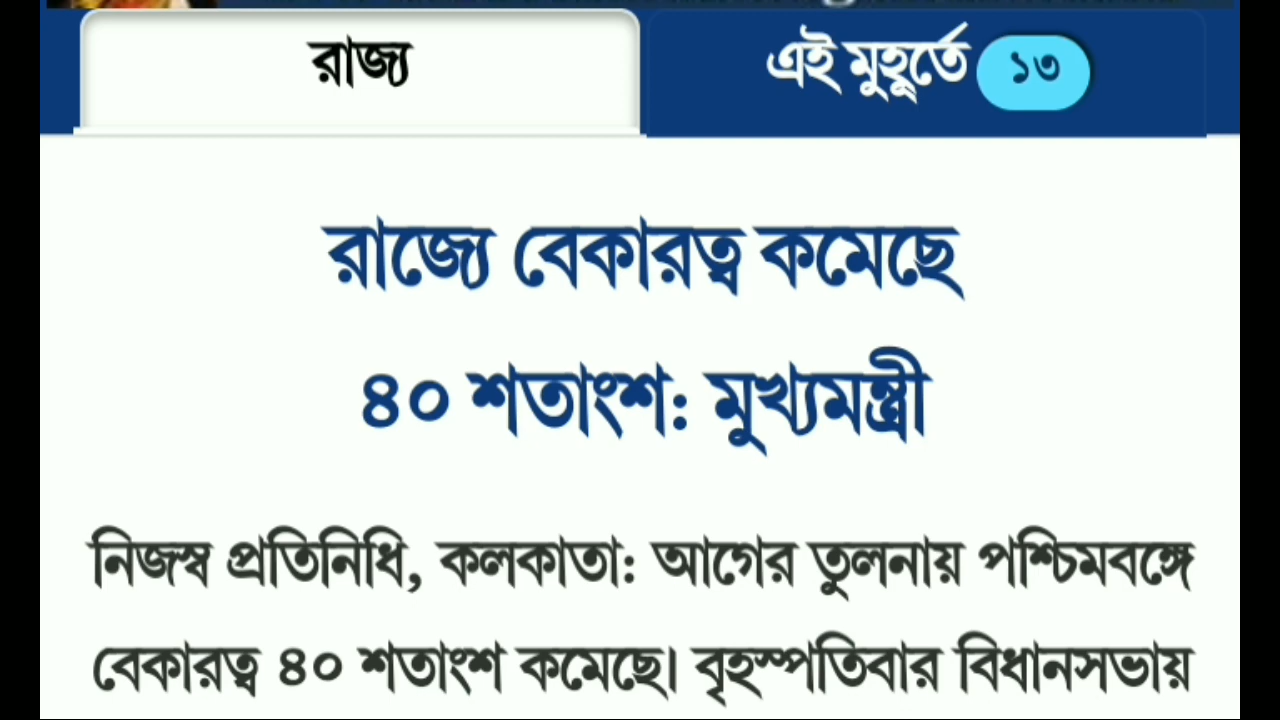 রাজ্য
এই মুহূর্তে ১৩
রাজ্যে বেকারত্ব কমেছে
৪০ শতাংশ: মুখ্যমন্ত্রী
নিজস্ব প্রতিনিধি, কলকাতা: আগের তুলনায় পশ্চিমবঙ্গে
বেকারত্ব ৪০ শতাংশ কমেছে। বৃহস্পতিবার বিধানসভায়